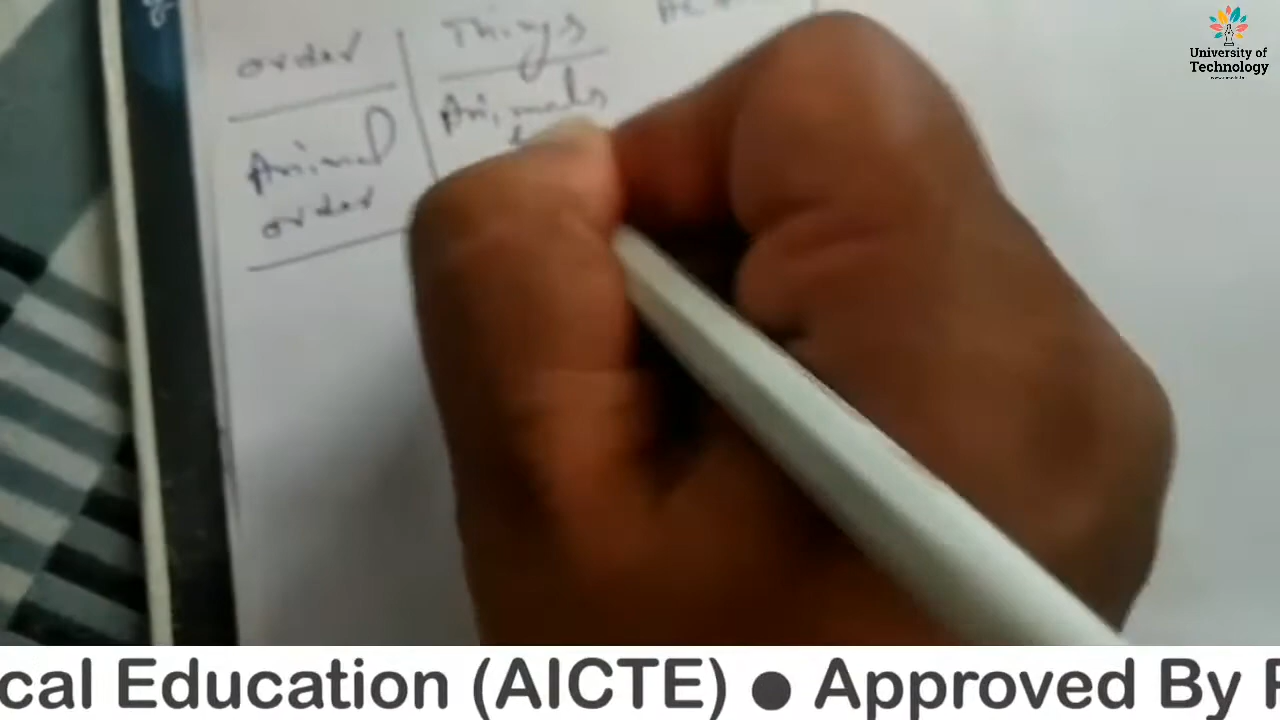 University of
Technology
order
Things
Animal
order
Animals
cal Education (AICTE) ● Approved By